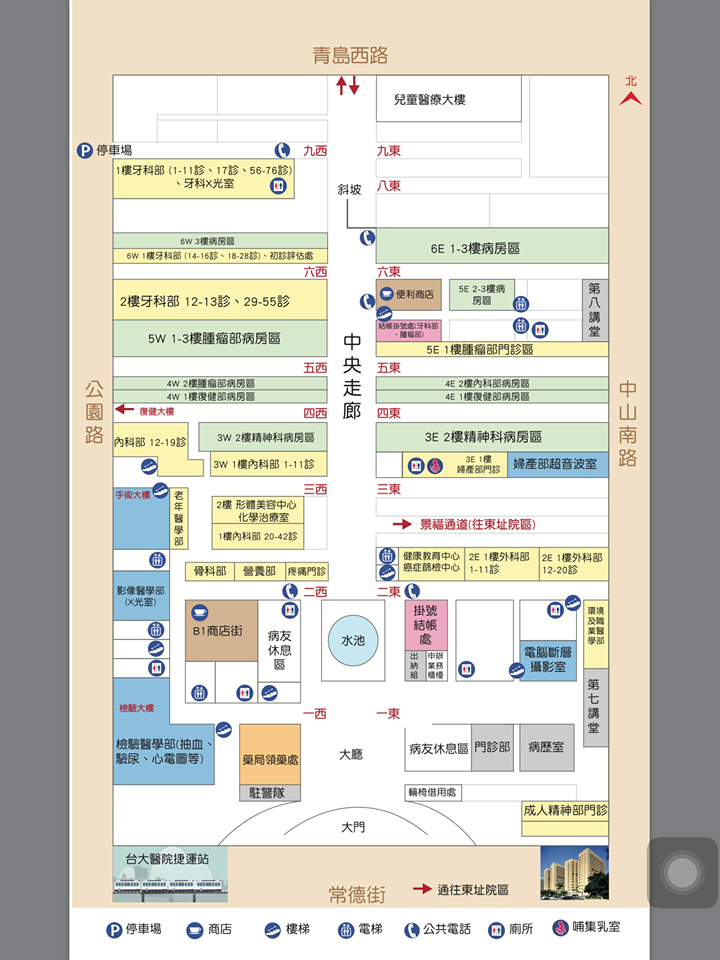 青島西路
北
兒童醫療大樓
P 停車場
九西
九東
1樓牙科部 (1-11診、17診、56-76診)
、牙科X光室
斜坡
八東
6W 3樓病房區
6W 1樓牙科部 (14-16診、18-28診)、初診評估處
6E 1-3樓病房區
六西
六東
2樓牙科部 12-13診、29-55診
便利商店
5E 2-3樓病
房區
第八講堂
結帳掛號處(牙科部
、腫瘤部)
5W 1-3樓腫瘤部病房區
5E 1樓腫瘤部門診區
中央走廊
五西
五東
4W 2樓腫瘤部病房區
4W 1樓復健部病房區
4E 2樓內科部病房區
4E 1樓復健部病房區
公園路
中山南路
復健大樓
四西
四東
內科部 12-19診
3W 2樓精神科病房區
3W 1樓內科部 1-11診
3E 2樓精神科病房區
3E 1樓
婦產部門診
婦產部超音波室
三西
三東
手術大樓
老年醫學部
2樓 形體美容中心
化學治療室
1樓內科部 20-42診
景福通道(往東址院區)
骨科部
營養部
疼痛門診
健康教育中心
癌症篩檢中心
2E 1樓外科部
1-11診
2E 1樓外科部
12-20診
二西
二東
影像醫學部
(X光室)
B1商店街
病友
休息
區
水池
掛號
結帳
處
出納組
申辦
業務
櫃檯
環境
及職
業醫
學部
電腦斷層
攝影室
第七講堂
一西
一東
檢驗大樓
檢驗醫學部(抽血、
驗尿、心電圖等)
藥局領藥處
駐警隊
大廳
病友休息區
門診部
病歷室
輪椅借用處
成人精神部門診
大門
台大醫院捷運站
常德街
通往東址院區
P 停車場
商店
樓梯
電梯
公共電話
廁所
哺集乳室